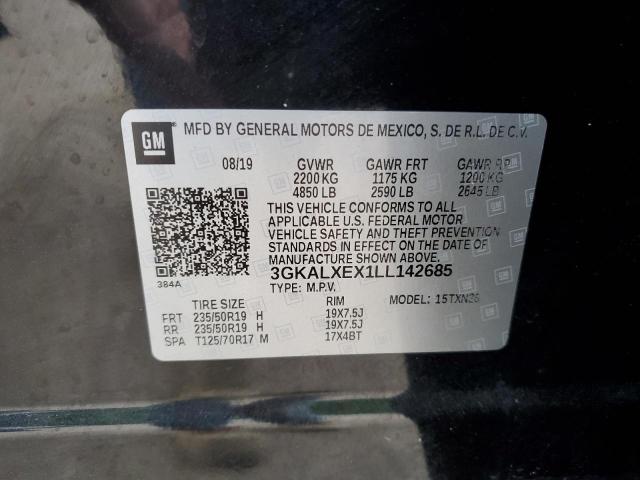 GM
MFD BY GENERAL MOTORS DE MEXICO, S. DE R.L. DE C.V.
08/19 GVWR GAWR FRT GAWR RR
2200 KG 1175 KG 1200 KG
4850 LB 2590 LB 2645 LB
THIS VEHICLE CONFORMS TO ALL
APPLICABLE U.S. FEDERAL MOTOR
VEHICLE SAFETY AND THEFT PREVENTION
STANDARDS IN EFFECT ON THE DATE OF
MANUFACTURE SHOWN ABOVE.
384A 3GKALXEX1LL142685
TYPE: M.P.V. MODEL: 15TXN26
TIRE SIZE RIM
FRT 235/50R19 H 19X7.5J
RR 235/50R19 H 19X7.5J
SPA T125/70R17 M 17X4BT